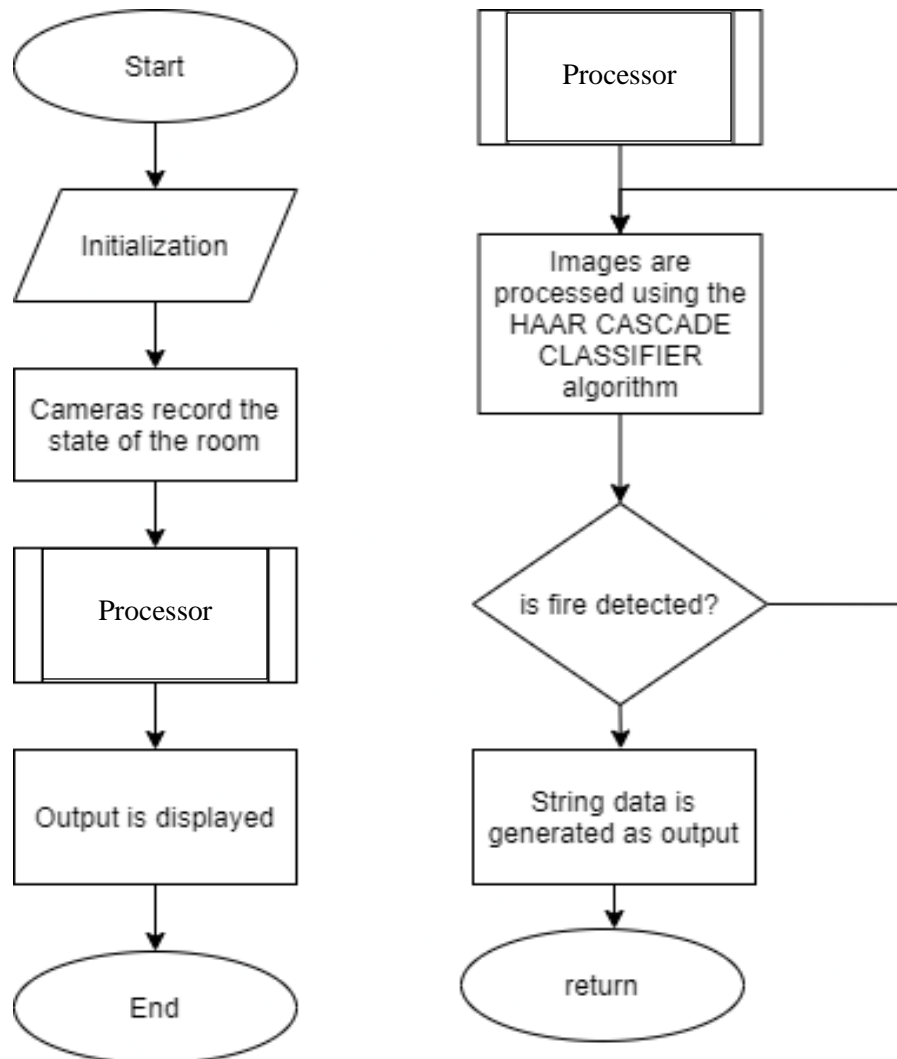 Start
Initialization
Cameras record the
state of the room
Processor
Output is displayed
End
Processor
Images are
processed using the
HAAR CASCADE
CLASSIFIER
algorithm
is fire detected?
String data is
generated as output
return